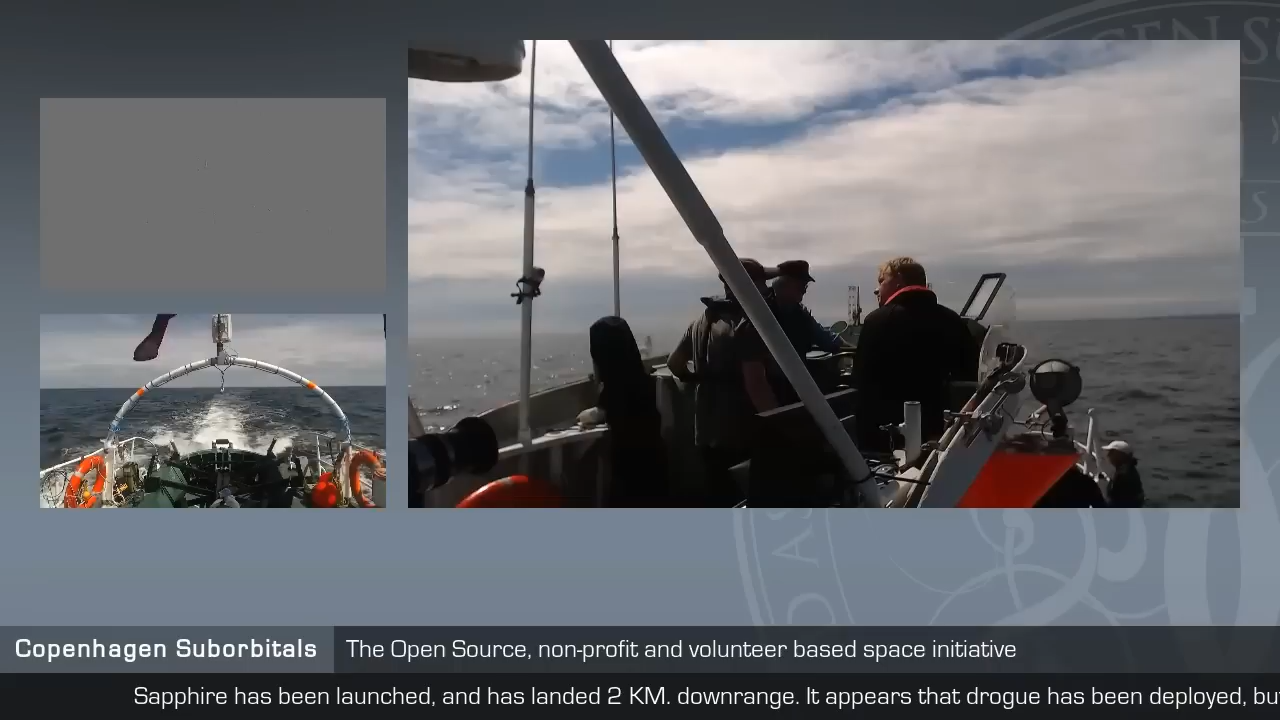 Copenhagen Suborbitals
The Open Source, non-profit and volunteer based space initiative
Sapphire has been launched, and has landed 2 KM. downrange. It appears that drogue has been deployed, bu